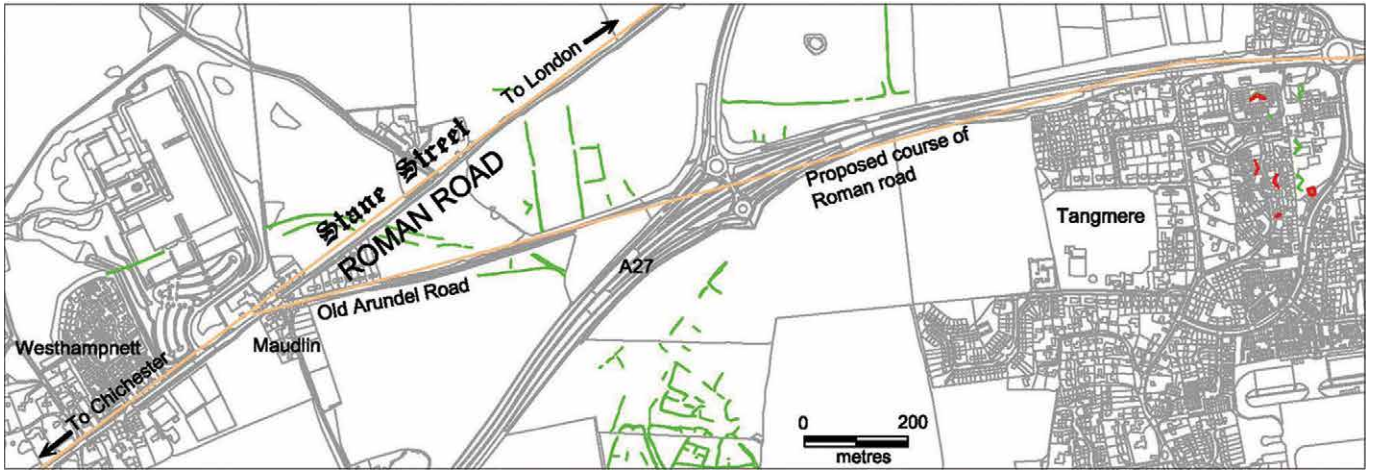 To London
Stane Street
ROMAN ROAD
Proposed course of
Roman road
Tangmere
A27
Old Arundel Road
Westhampnett
Maudlin
To Chichester
0 200
metres